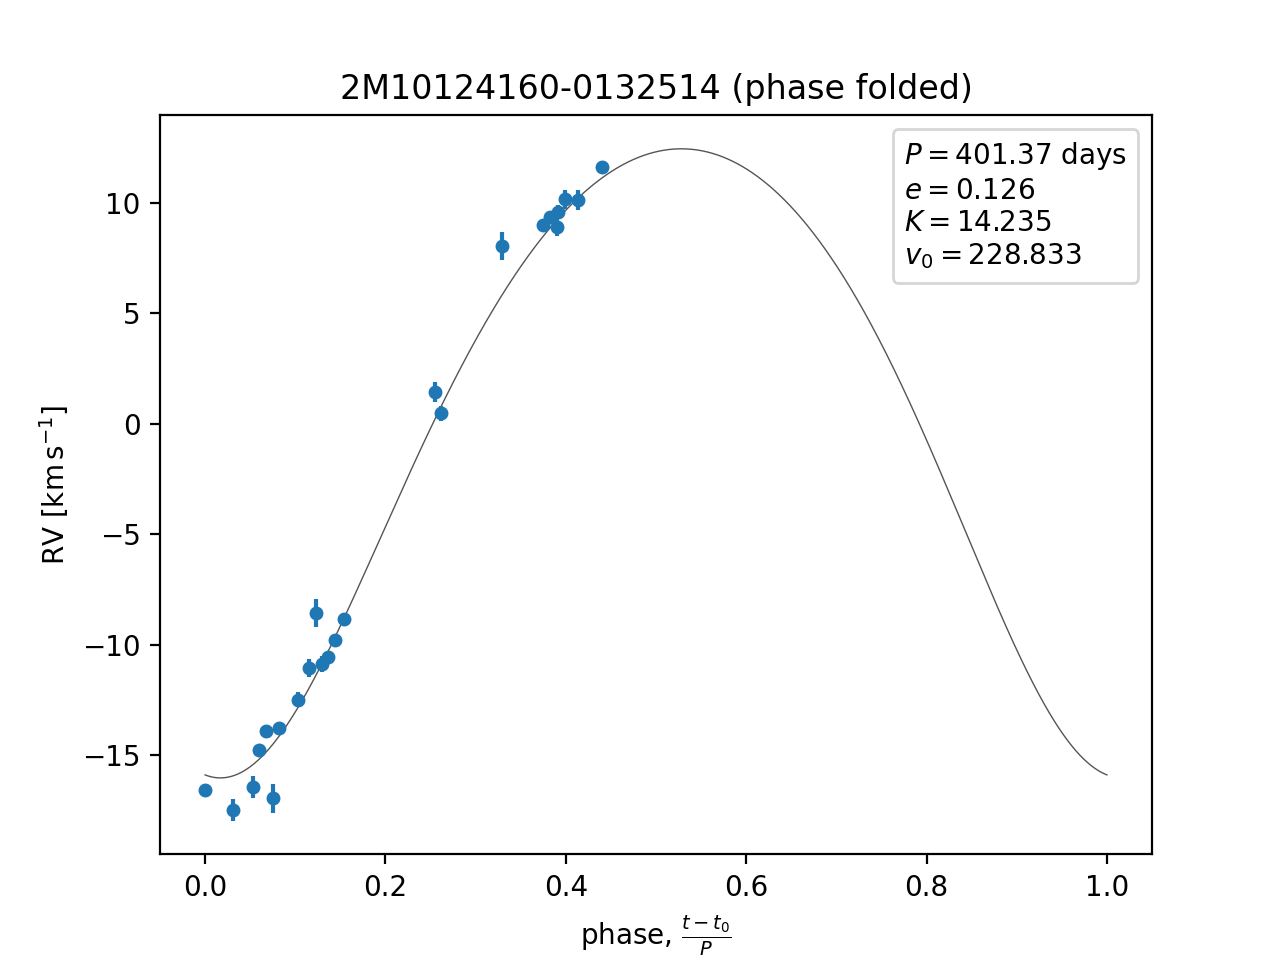 2M10124160-0132514 (phase folded)
P = 401.37 days
e = 0.126
K = 14.235
v₀ = 228.833
10
5
0
−5
−10
−15
RV [km s⁻¹]
0.0 0.2 0.4 0.6 0.8 1.0
phase, (t − t₀)/P